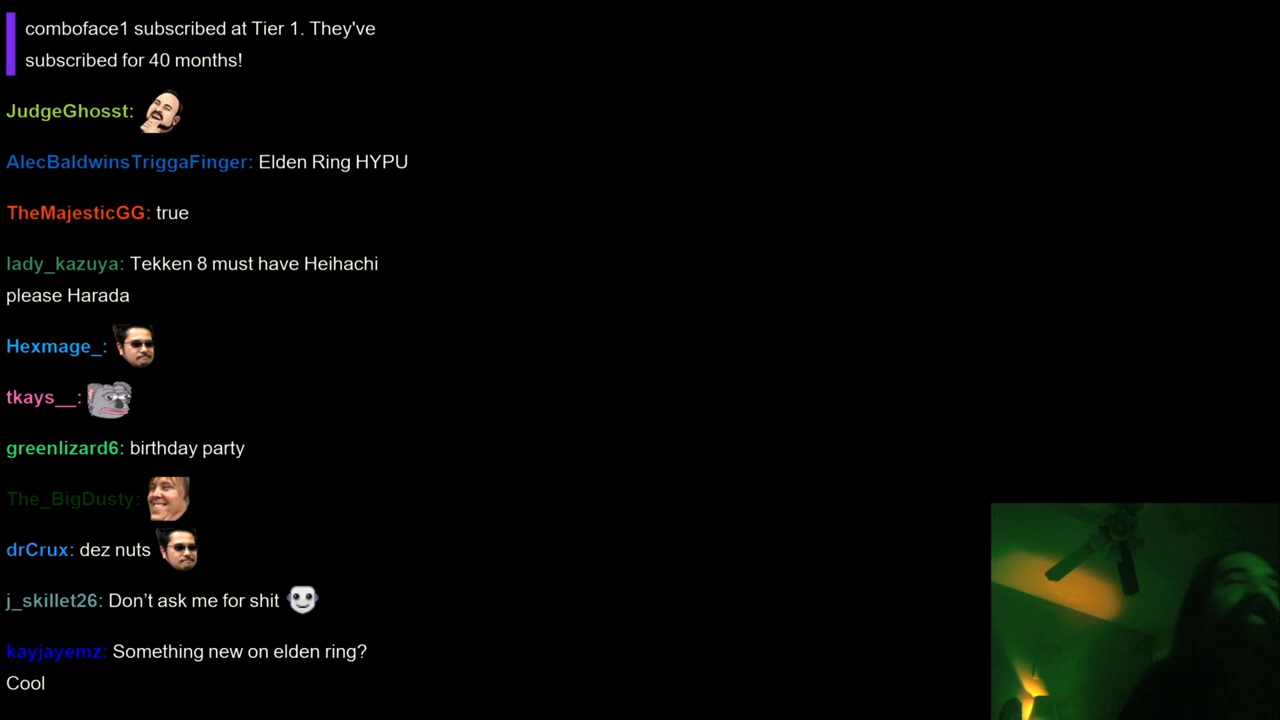 comboface1 subscribed at Tier 1. They've
subscribed for 40 months!
JudgeGhosst:
AlecBaldwinsTriggaFinger: Elden Ring HYPU
TheMajesticGG: true
lady_kazuya: Tekken 8 must have Heihachi
please Harada
Hexmage_:
tkays__:
greenlizard6: birthday party
The_BigDusty:
drCrux: dez nuts
j_skillet26: Don’t ask me for shit
kayjayemz: Something new on elden ring?
Cool